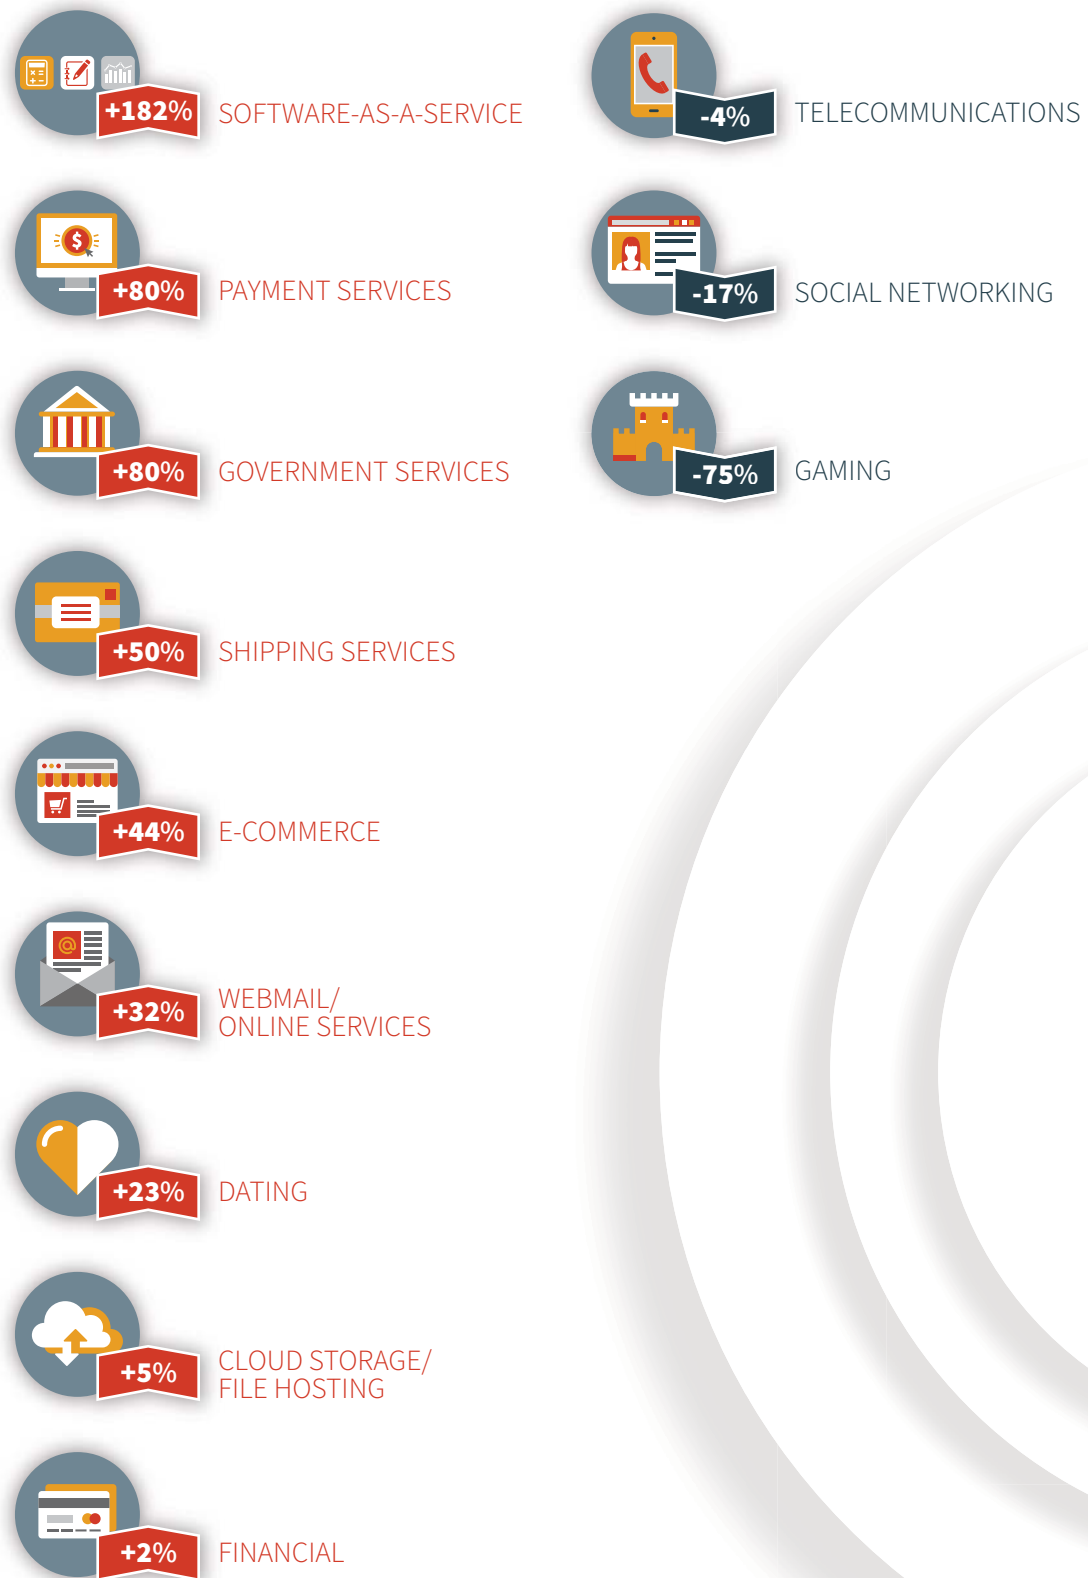 +182%
SOFTWARE-AS-A-SERVICE
$
+80%
PAYMENT SERVICES
+80%
GOVERNMENT SERVICES
+50%
SHIPPING SERVICES
+44%
E-COMMERCE
@
+32%
WEBMAIL/
ONLINE SERVICES
+23%
DATING
+5%
CLOUD STORAGE/
FILE HOSTING
+2%
FINANCIAL
-4%
TELECOMMUNICATIONS
-17%
SOCIAL NETWORKING
-75%
GAMING